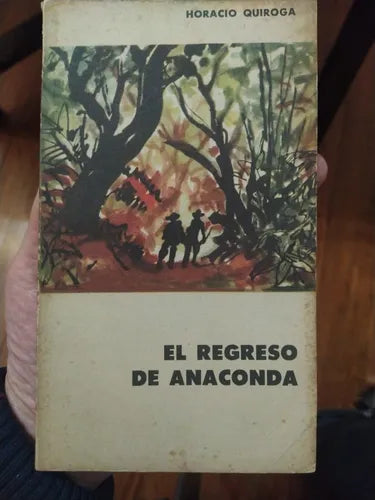 HORACIO QUIROGA
EL REGRESO
DE ANACONDA